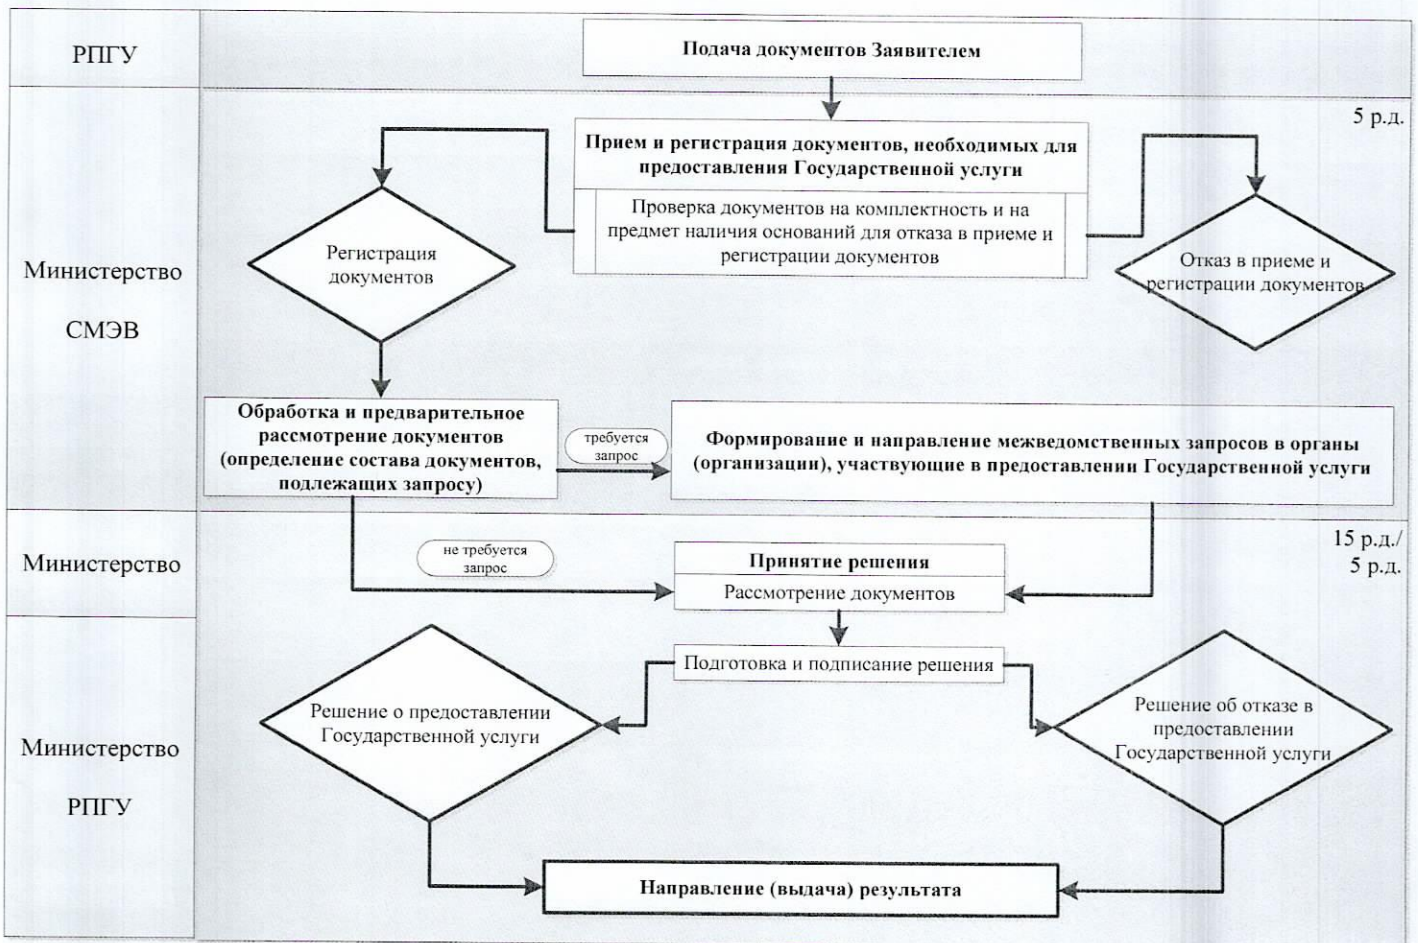 РПГУ
Подача документов Заявителем
5 р.д.
Министерство
СМЭВ
Прием и регистрация документов, необходимых для
предоставления Государственной услуги
Проверка документов на комплектность и на
предмет наличия оснований для отказа в приеме и
регистрации документов
Регистрация
документов
Отказ в приеме и
регистрации документов
Обработка и предварительное
рассмотрение документов
(определение состава документов,
подлежащих запросу)
требуется
запрос
Формирование и направление межведомственных запросов в органы
(организации), участвующие в предоставлении Государственной услуги
Министерство
15 р.д./
5 р.д.
не требуется
запрос
Принятие решения
Рассмотрение документов
Министерство
РПГУ
Подготовка и подписание решения
Решение о предоставлении
Государственной услуги
Решение об отказе в
предоставлении
Государственной услуги
Направление (выдача) результата